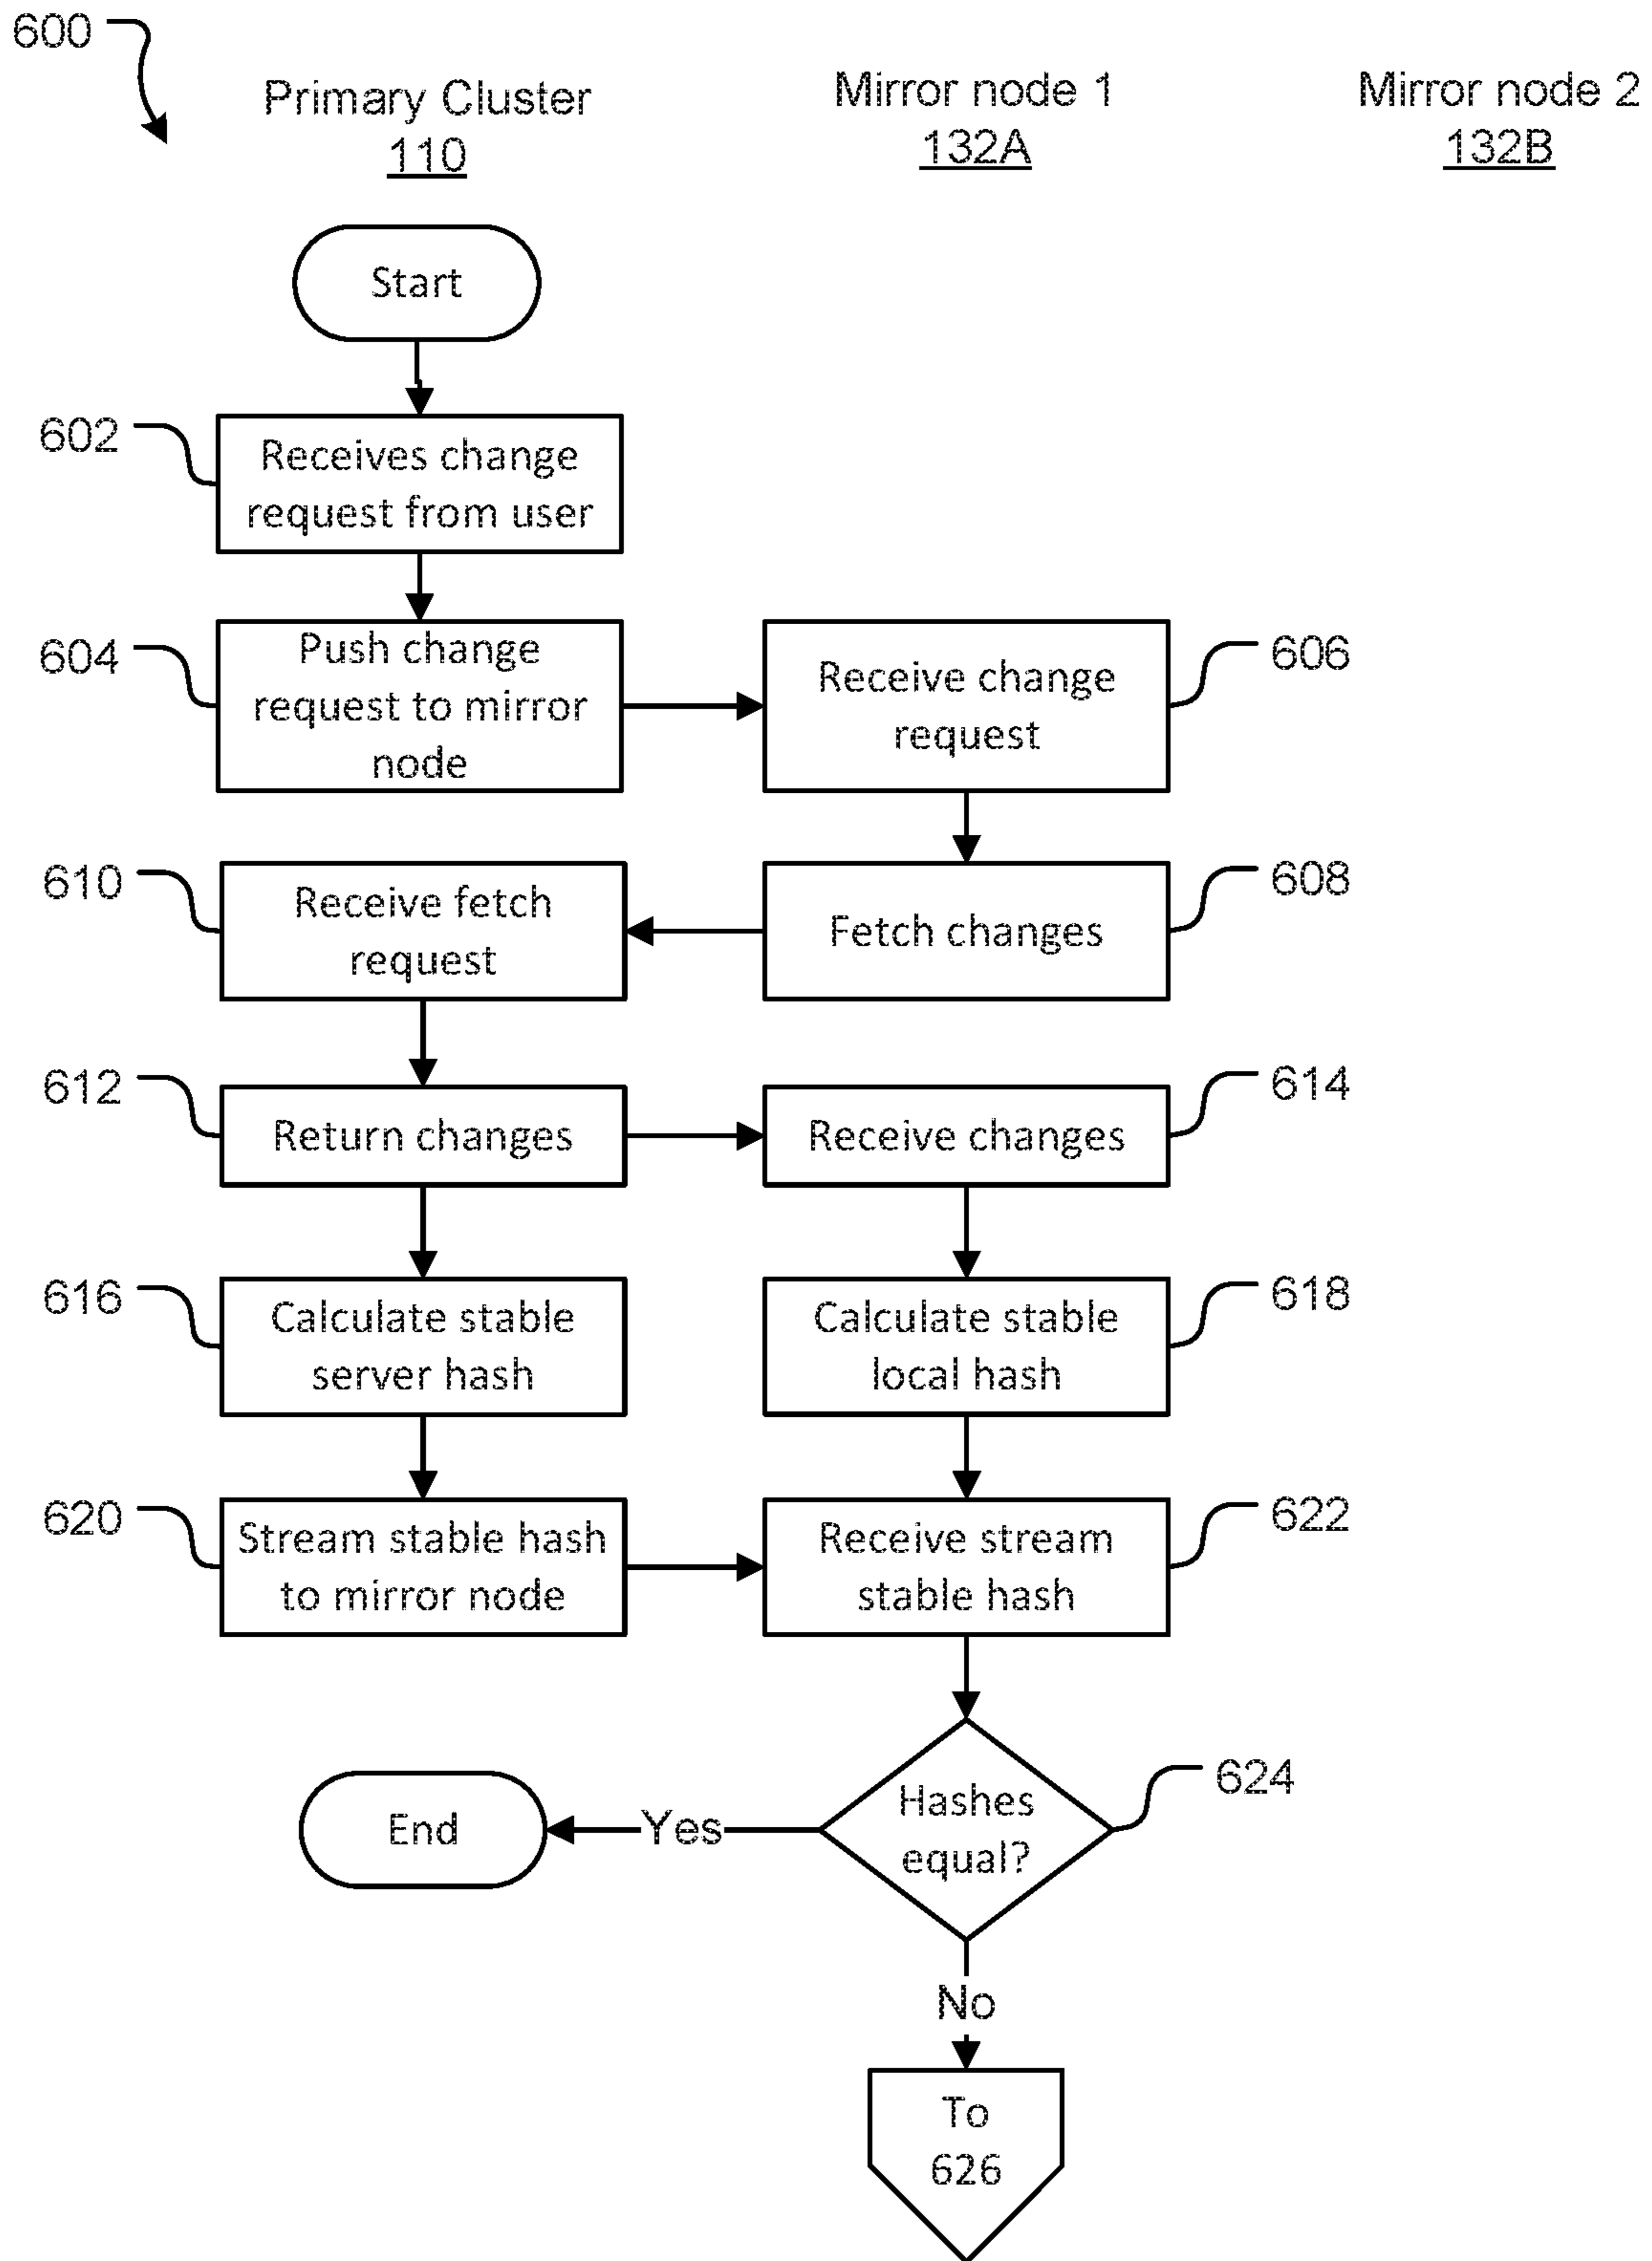 600
Primary Cluster
110
Mirror node 1
132A
Mirror node 2
132B
Start
602
Receives change
request from user
604
Push change
request to mirror
node
Receive change
request
606
610
Receive fetch
request
Fetch changes
608
612
Return changes
Receive changes
614
616
Calculate stable
server hash
Calculate stable
local hash
618
620
Stream stable hash
to mirror node
Receive stream
stable hash
622
End
Yes
Hashes
equal?
624
No
To
626